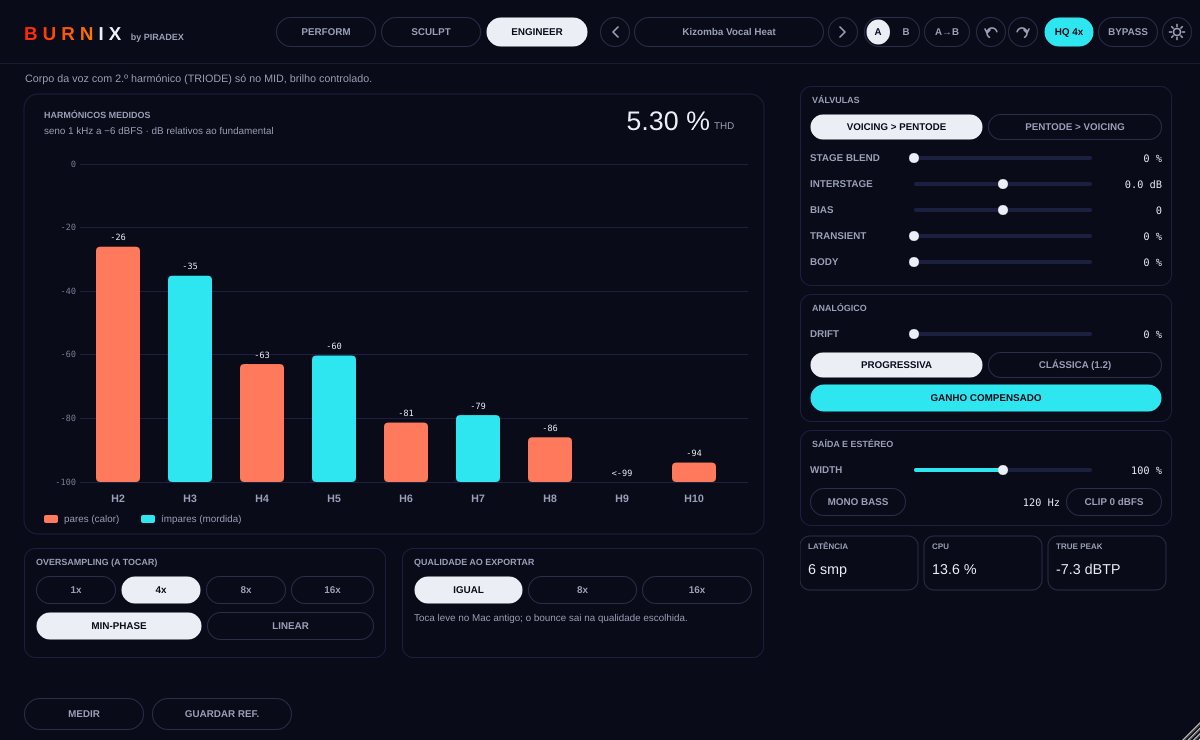 BURNIX by PIRADEX PERFORM SCULPT ENGINEER Kizomba Vocal Heat A B A→B HQ 4x BYPASS
Corpo da voz com 2.º harmónico (TRIODE) só no MID, brilho controlado.
HARMÓNICOS MEDIDOS
seno 1 kHz a −6 dBFS · dB relativos ao fundamental
5.30 % THD
0
-20
-40
-60
-80
-100
-26
-35
-63
-60
-81
-79
-86
<-99
-94
H2 H3 H4 H5 H6 H7 H8 H9 H10
pares (calor) ímpares (mordida)
OVERSAMPLING (A TOCAR)
1x 4x 8x 16x
MIN-PHASE LINEAR
QUALIDADE AO EXPORTAR
IGUAL 8x 16x
Toca leve no Mac antigo; o bounce sai na qualidade escolhida.
MEDIR GUARDAR REF.
VÁLVULAS
VOICING > PENTODE PENTODE > VOICING
STAGE BLEND 0 %
INTERSTAGE 0.0 dB
BIAS 0
TRANSIENT 0 %
BODY 0 %
ANALÓGICO
DRIFT 0 %
PROGRESSIVA CLÁSSICA (1.2)
GANHO COMPENSADO
SAÍDA E ESTÉREO
WIDTH 100 %
MONO BASS 120 Hz CLIP 0 dBFS
LATÊNCIA CPU TRUE PEAK
6 smp 13.6 % -7.3 dBTP